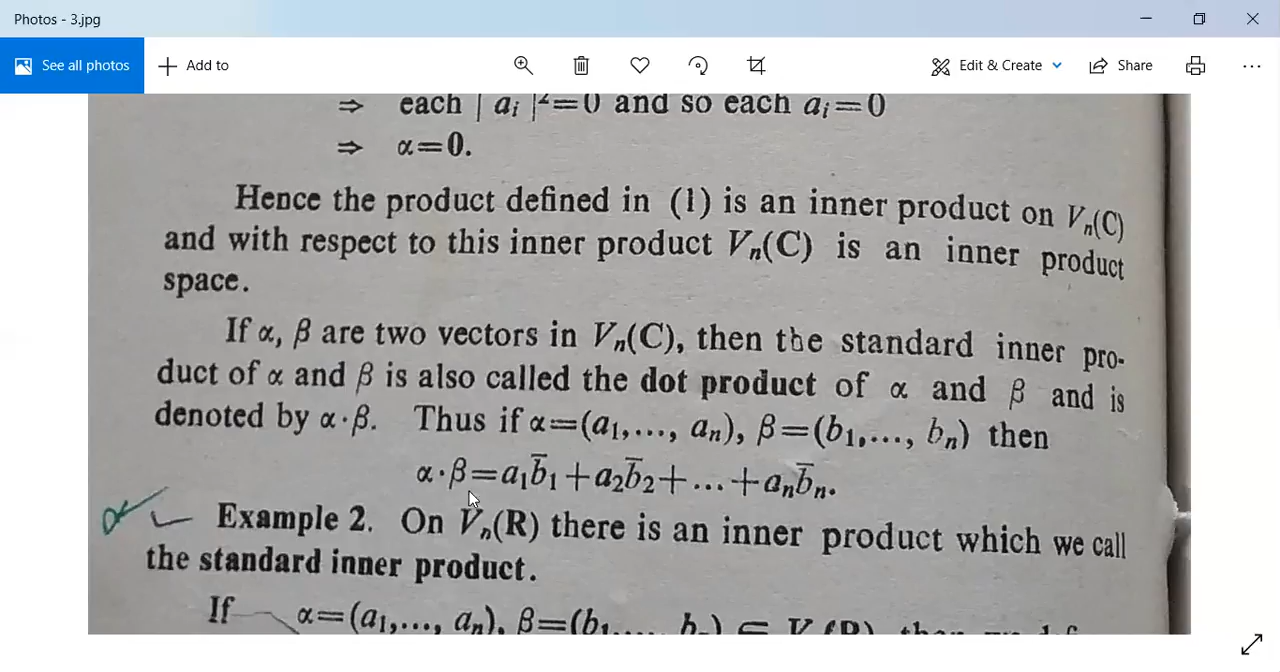 Photos - 3.jpg
See all photos
Add to
Edit & Create
Share
⇒ each | aᵢ |²=0 and so each aᵢ=0
⇒ α=0.
Hence the product defined in (1) is an inner product on Vₙ(C)
and with respect to this inner product Vₙ(C) is an inner product
space.
If α, β are two vectors in Vₙ(C), then the standard inner pro-
duct of α and β is also called the dot product of α and β and is
denoted by α·β. Thus if α=(a₁,..., aₙ), β=(b₁,..., bₙ) then
α·β=a₁b̅₁+a₂b̅₂+...+aₙb̅ₙ.
Example 2. On Vₙ(R) there is an inner product which we call
the standard inner product.
If α=(a₁,..., aₙ), β=(b₁,...,